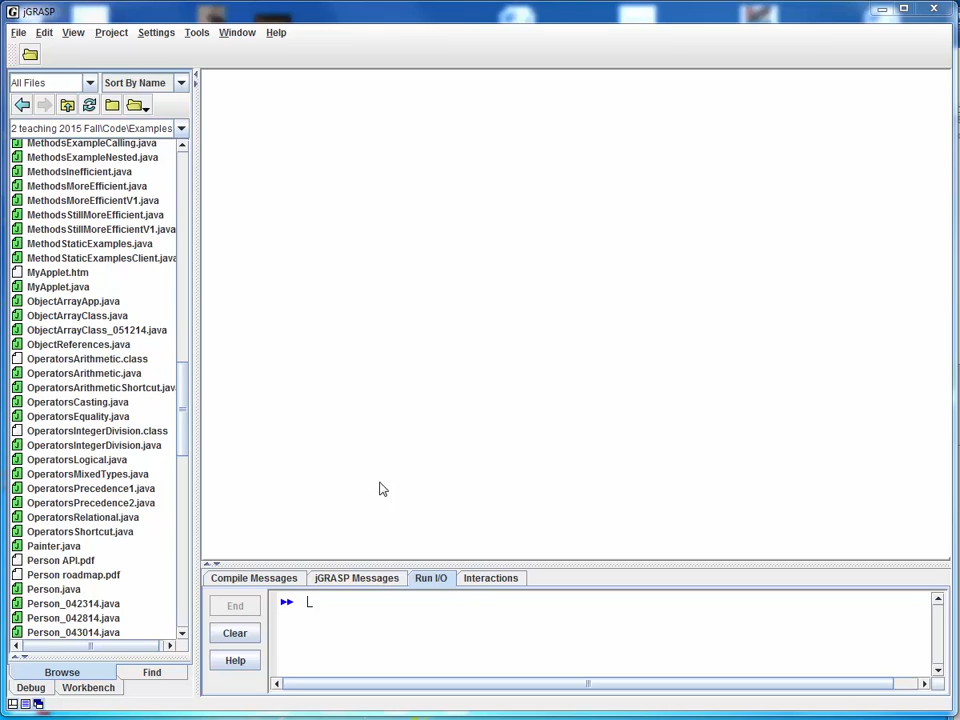 jGRASP
File Edit View Project Settings Tools Window Help
All Files Sort By Name
2 teaching 2015 Fall\Code\Examples
MethodsExampleCalling.java
MethodsExampleNested.java
MethodsInefficient.java
MethodsMoreEfficient.java
MethodsMoreEfficientV1.java
MethodsStillMoreEfficient.java
MethodsStillMoreEfficientV1.java
MethodStaticExamples.java
MethodStaticExamplesClient.java
MyApplet.htm
MyApplet.java
ObjectArrayApp.java
ObjectArrayClass.java
ObjectArrayClass_051214.java
ObjectReferences.java
OperatorsArithmetic.class
OperatorsArithmetic.java
OperatorsArithmeticShortcut.jav
OperatorsCasting.java
OperatorsEquality.java
OperatorsIntegerDivision.class
OperatorsIntegerDivision.java
OperatorsLogical.java
OperatorsMixedTypes.java
OperatorsPrecedence1.java
OperatorsPrecedence2.java
OperatorsRelational.java
OperatorsShortcut.java
Painter.java
Person API.pdf
Person roadmap.pdf
Person.java
Person_042314.java
Person_042814.java
Person_043014.java
Browse Find
Debug Workbench
Compile Messages jGRASP Messages Run I/O Interactions
End
Clear
Help